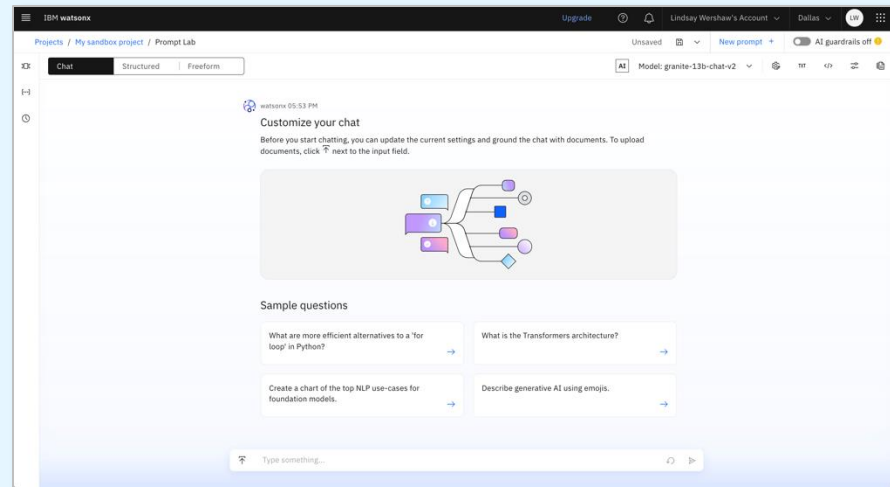 IBM watsonx
Upgrade
Lindsay Wershaw's Account
Dallas
LW
Projects / My sandbox project / Prompt Lab
Unsaved
New prompt +
AI guardrails off
Chat
Structured
Freeform
AI
Model: granite-13b-chat-v2
TUT
</>
watsonx 05:53 PM
Customize your chat
Before you start chatting, you can update the current settings and ground the chat with documents. To upload
documents, click next to the input field.
Sample questions
What are more efficient alternatives to a 'for
loop' in Python?
What is the Transformers architecture?
Create a chart of the top NLP use-cases for
foundation models.
Describe generative AI using emojis.
Type something...